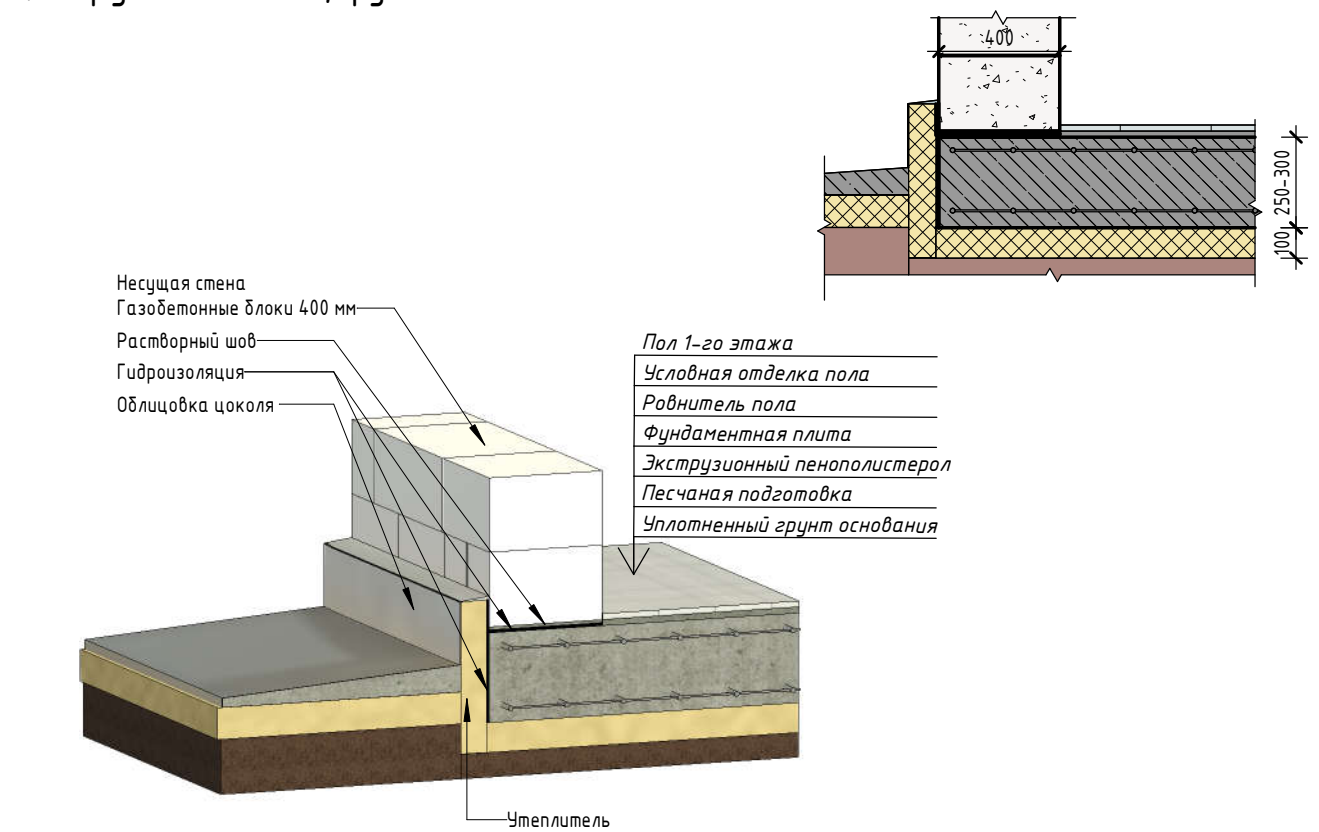 400
250-300
100
Несущая стена
Газобетонные блоки 400 мм
Растворный шов
Гидроизоляция
Облицовка цоколя
Пол 1-го этажа
Условная отделка пола
Ровнитель пола
Фундаментная плита
Экструзионный пенополистерол
Песчаная подготовка
Уплотненный грунт основания
Утеплитель